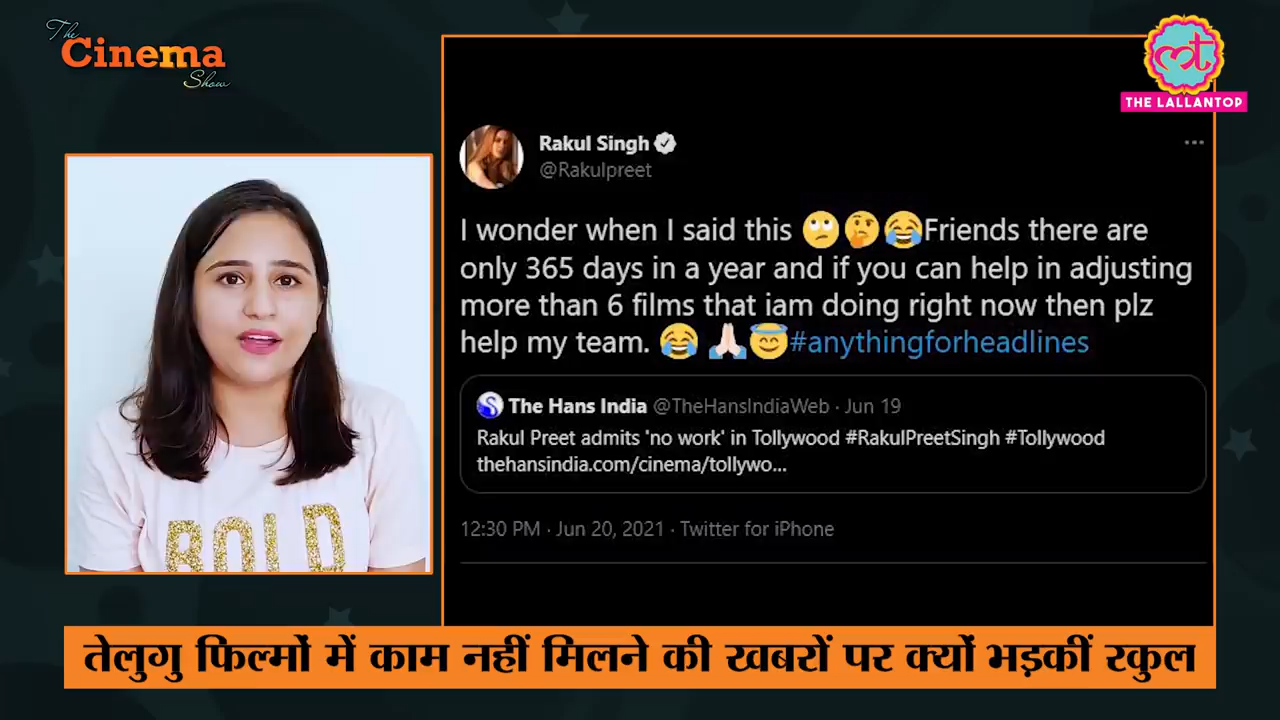 The
Cinema
Show
लт
THE LALLANTOP
Rakul Singh
@Rakulpreet
I wonder when I said this 🙄🤔😂Friends there are
only 365 days in a year and if you can help in adjusting
more than 6 films that iam doing right now then plz
help my team. 😂 🙏🏻😇#anythingforheadlines
The Hans India @TheHansIndiaWeb · Jun 19
Rakul Preet admits 'no work' in Tollywood #RakulPreetSingh #Tollywood
thehansindia.com/cinema/tollywo...
12:30 PM · Jun 20, 2021 · Twitter for iPhone
BOLD
तेलुगु फिल्मों में काम नहीं मिलने की खबरों पर क्यों भड़कीं रकुल